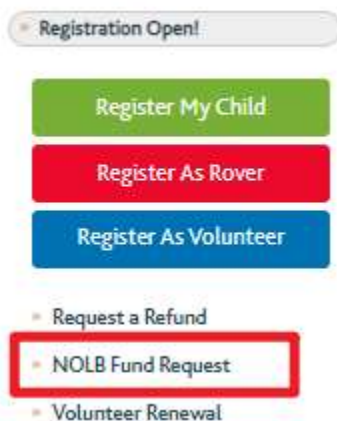 Registration Open!
Register My Child
Register As Rover
Register As Volunteer
Request a Refund
NOLB Fund Request
Volunteer Renewal